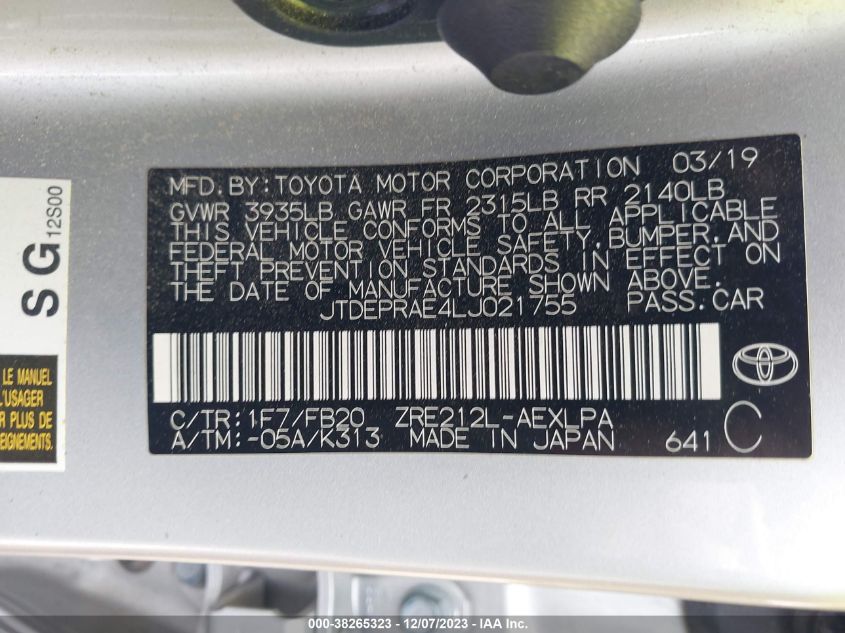 MFD. BY: TOYOTA MOTOR CORPORATION 03/19
GVWR 3935LB GAWR FR 2315LB RR 2140LB
THIS VEHICLE CONFORMS TO ALL APPLICABLE
FEDERAL MOTOR VEHICLE SAFETY, BUMPER, AND
THEFT PREVENTION STANDARDS IN EFFECT ON
THE DATE OF MANUFACTURE SHOWN ABOVE.
JTDEPRAE4LJ021755 PASS.CAR
C/TR: 1F7/FB20 ZRE212L-AEXLPA
A/TM: -05A/K313 MADE IN JAPAN 641 C
SG 12S00
LE MANUEL
L'USAGER
R PLUS DE
EIGNEMENTS.
000-38265323 - 12/07/2023 - IAA Inc.